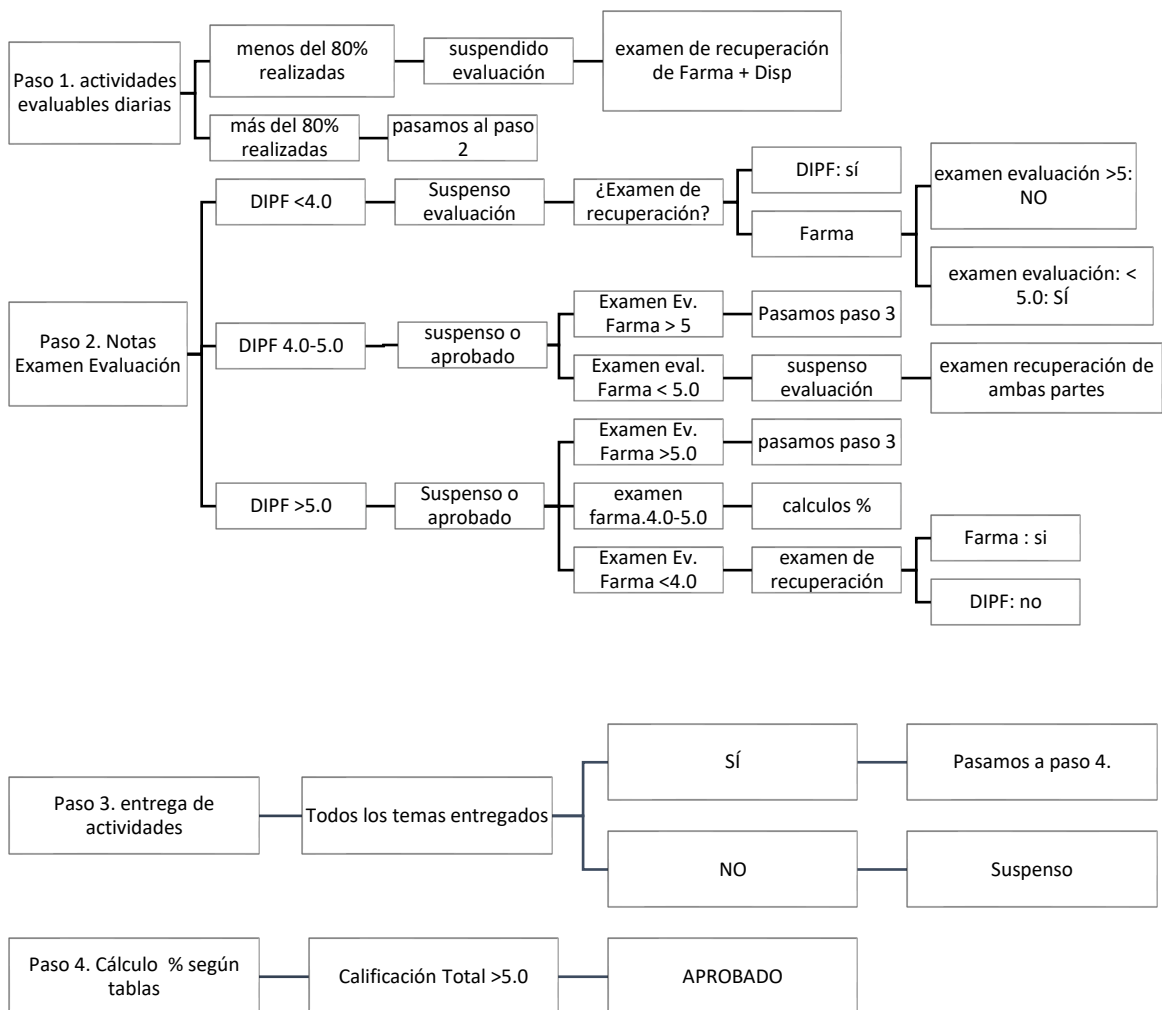 Paso 1. actividades
evaluables diarias
menos del 80%
realizadas
suspendido
evaluación
examen de recuperación
de Farma + Disp
más del 80%
realizadas
pasamos al paso
2
Paso 2. Notas
Examen Evaluación
DIPF <4.0
Suspenso
evaluación
¿Examen de
recuperación?
DIPF: sí
Farma
examen evaluación >5:
NO
examen evaluación: <
5.0: SÍ
DIPF 4.0-5.0
suspenso o
aprobado
Examen Ev.
Farma > 5
Pasamos paso 3
Examen eval.
Farma < 5.0
suspenso
evaluación
examen recuperación de
ambas partes
DIPF >5.0
Suspenso o
aprobado
Examen Ev.
Farma >5.0
pasamos paso 3
examen
farma.4.0-5.0
calculos %
Examen Ev.
Farma <4.0
examen de
recuperación
Farma : si
DIPF: no
Paso 3. entrega de
actividades
Todos los temas entregados
SÍ
Pasamos a paso 4.
NO
Suspenso
Paso 4. Cálculo % según
tablas
Calificación Total >5.0
APROBADO